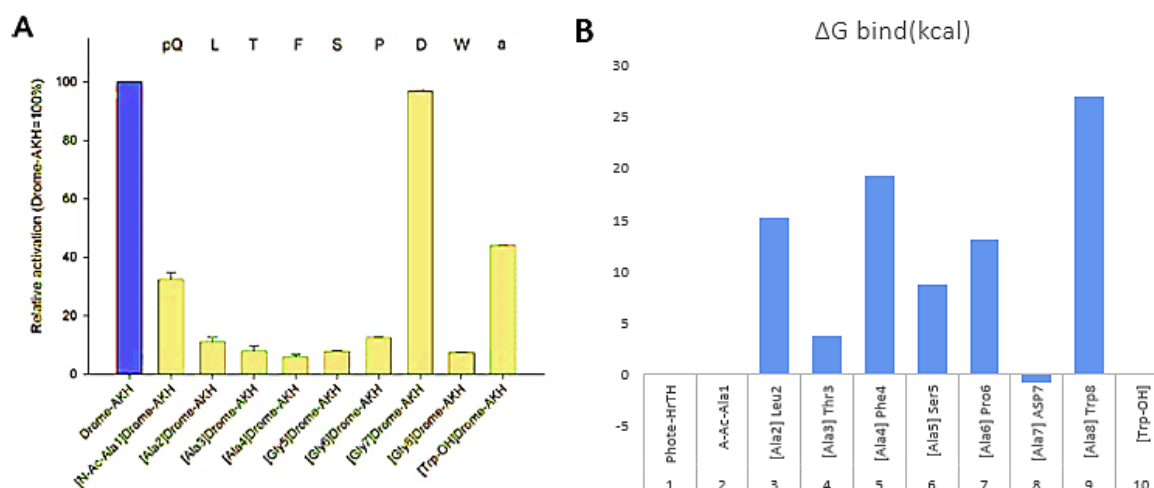 A
pQ L T F S P D W a
Relative activation (Drome-AKH=100%)
100
80
60
40
20
0
Drome-AKH
[N-Ac-Ala1]Drome-AKH
[Ala2]Drome-AKH
[Ala3]Drome-AKH
[Ala4]Drome-AKH
[Gly5]Drome-AKH
[Gly6]Drome-AKH
[Gly7]Drome-AKH
[Gly8]Drome-AKH
[Trp-OH]Drome-AKH
B
ΔG bind(kcal)
30
25
20
15
10
5
0
-5
Phote-HrTH
A-Ac-Ala1
[Ala2] Leu2
[Ala3] Thr3
[Ala4] Phe4
[Ala5] Ser5
[Ala6] Pro6
[Ala7] ASP7
[Ala8] Trp8
[Trp-OH]
1 2 3 4 5 6 7 8 9 10